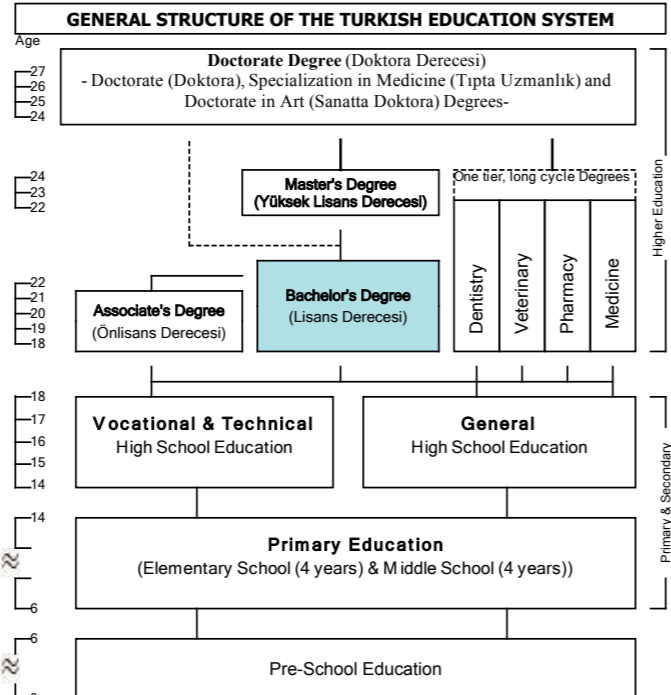 GENERAL STRUCTURE OF THE TURKISH EDUCATION SYSTEM
Age
27
26
25
24
Doctorate Degree (Doktora Derecesi)
- Doctorate (Doktora), Specialization in Medicine (Tıpta Uzmanlık) and
Doctorate in Art (Sanatta Doktora) Degrees-
24
23
22
Master's Degree
(Yüksek Lisans Derecesi)
One tier, long cycle Degrees
Higher Education
22
21
20
19
18
Associate's Degree
(Önlisans Derecesi)
Bachelor's Degree
(Lisans Derecesi)
Dentistry
Veterinary
Pharmacy
Medicine
18
17
16
15
14
Vocational & Technical
High School Education
General
High School Education
Primary & Secondary
14
≈
6
Primary Education
(Elementary School (4 years) & Middle School (4 years))
6
≈
Pre-School Education